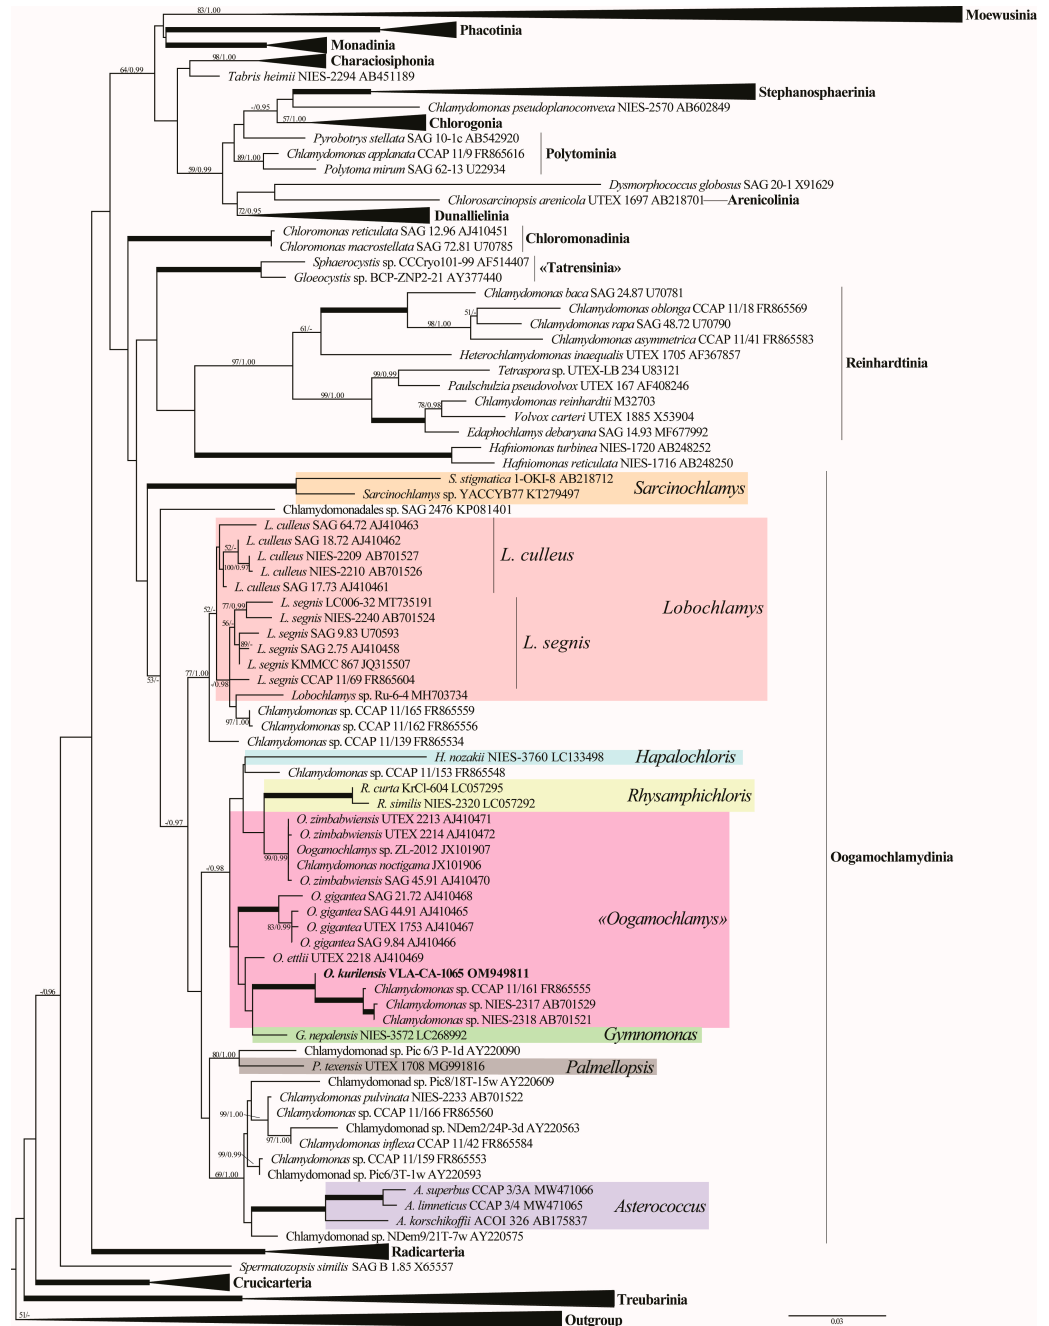 83/1.00
Moewusinia
Phacotinia
Monadinia
64/0.99
98/1.00
Characiosiphonia
Tabris heimii NIES-2294 AB451189
Stephanosphaerinia
-/0.95
Chlamydomonas pseudoplanoconvexa NIES-2570 AB602849
57/1.00
Chlorogonia
Pyrobotrys stellata SAG 10-1c AB542920
89/1.00
Chlamydomonas applanata CCAP 11/9 FR865616
Polytominia
59/0.99
Polytoma mirum SAG 62-13 U22934
Dysmorphococcus globosus SAG 20-1 X91629
Chlorosarcinopsis arenicola UTEX 1697 AB218701
Arenicolinia
72/0.95
Dunallielinia
Chloromonas reticulata SAG 12.96 AJ410451
Chloromonadinia
Chloromonas macrostellata SAG 72.81 U70785
Sphaerocystis sp. CCCryo101-99 AF514407
«Tatrensinia»
Gloeocystis sp. BCP-ZNP2-21 AY377440
Chlamydomonas baca SAG 24.87 U70781
51/-
Chlamydomonas oblonga CCAP 11/18 FR865569
61/-
98/1.00
Chlamydomonas rapa SAG 48.72 U70790
Chlamydomonas asymmetrica CCAP 11/41 FR865583
Heterochlamydomonas inaequalis UTEX 1705 AF367857
Reinhardtinia
97/1.00
99/0.99
Tetraspora sp. UTEX-LB 234 U83121
Paulschulzia pseudovolvox UTEX 167 AF408246
99/1.00
78/0.98
Chlamydomonas reinhardtii M32703
Volvox carteri UTEX 1885 X53904
Edaphochlamys debaryana SAG 14.93 MF677992
Hafniomonas turbinea NIES-1720 AB248252
Hafniomonas reticulata NIES-1716 AB248250
S. stigmatica 1-OKI-8 AB218712
Sarcinochlamys
Sarcinochlamys sp. YACCYB77 KT279497
Chlamydomonadales sp. SAG 2476 KP081401
L. culleus SAG 64.72 AJ410463
L. culleus SAG 18.72 AJ410462
52/-
L. culleus NIES-2209 AB701527
L. culleus
100/0.97
L. culleus NIES-2210 AB701526
L. culleus SAG 17.73 AJ410461
77/0.99
L. segnis LC006-32 MT735191
Lobochlamys
52/-
L. segnis NIES-2240 AB701524
56/-
L. segnis SAG 9.83 U70593
89/-
L. segnis SAG 2.75 AJ410458
L. segnis
L. segnis KMMCC 867 JQ315507
77/1.00
53/-
-/0.98
L. segnis CCAP 11/69 FR865604
Lobochlamys sp. Ru-6-4 MH703734
Chlamydomonas sp. CCAP 11/165 FR865559
97/1.00
Chlamydomonas sp. CCAP 11/162 FR865556
Chlamydomonas sp. CCAP 11/139 FR865534
H. nozakii NIES-3760 LC133498
Hapalochloris
Chlamydomonas sp. CCAP 11/153 FR865548
R. curta KrCl-604 LC057295
Rhysamphichloris
R. similis NIES-2320 LC057292
-/0.97
O. zimbabwiensis UTEX 2213 AJ410471
O. zimbabwiensis UTEX 2214 AJ410472
Oogamochlamys sp. ZL-2012 JX101907
Oogamochlamydinia
99/0.99
Chlamydomonas noctigama JX101906
-/0.98
O. zimbabwiensis SAG 45.91 AJ410470
O. gigantea SAG 21.72 AJ410468
O. gigantea SAG 44.91 AJ410465
«Oogamochlamys»
83/0.99
O. gigantea UTEX 1753 AJ410467
O. gigantea SAG 9.84 AJ410466
O. ettlii UTEX 2218 AJ410469
O. kurilensis VLA-CA-1065 OM949811
Chlamydomonas sp. CCAP 11/161 FR865555
-/0.96
Chlamydomonas sp. NIES-2317 AB701529
Chlamydomonas sp. NIES-2318 AB701521
G. nepalensis NIES-3572 LC268992
Gymnomonas
80/1.00
Chlamydomonad sp. Pic 6/3 P-1d AY220090
P. texensis UTEX 1708 MG991816
Palmellopsis
Chlamydomonad sp. Pic8/18T-15w AY220609
Chlamydomonas pulvinata NIES-2233 AB701522
99/1.00
Chlamydomonas sp. CCAP 11/166 FR865560
Chlamydomonad sp. NDem2/24P-3d AY220563
97/1.00
Chlamydomonas inflexa CCAP 11/42 FR865584
99/0.99
Chlamydomonas sp. CCAP 11/159 FR865553
69/1.00
Chlamydomonad sp. Pic6/3T-1w AY220593
A. superbus CCAP 3/3A MW471066
A. limneticus CCAP 3/4 MW471065
Asterococcus
A. korschikoffii ACOI 326 AB175837
Chlamydomonad sp. NDem9/21T-7w AY220575
Radicarteria
Spermatozopsis similis SAG B 1.85 X65557
Crucicarteria
Treubarinia
51/-
Outgroup
0.03